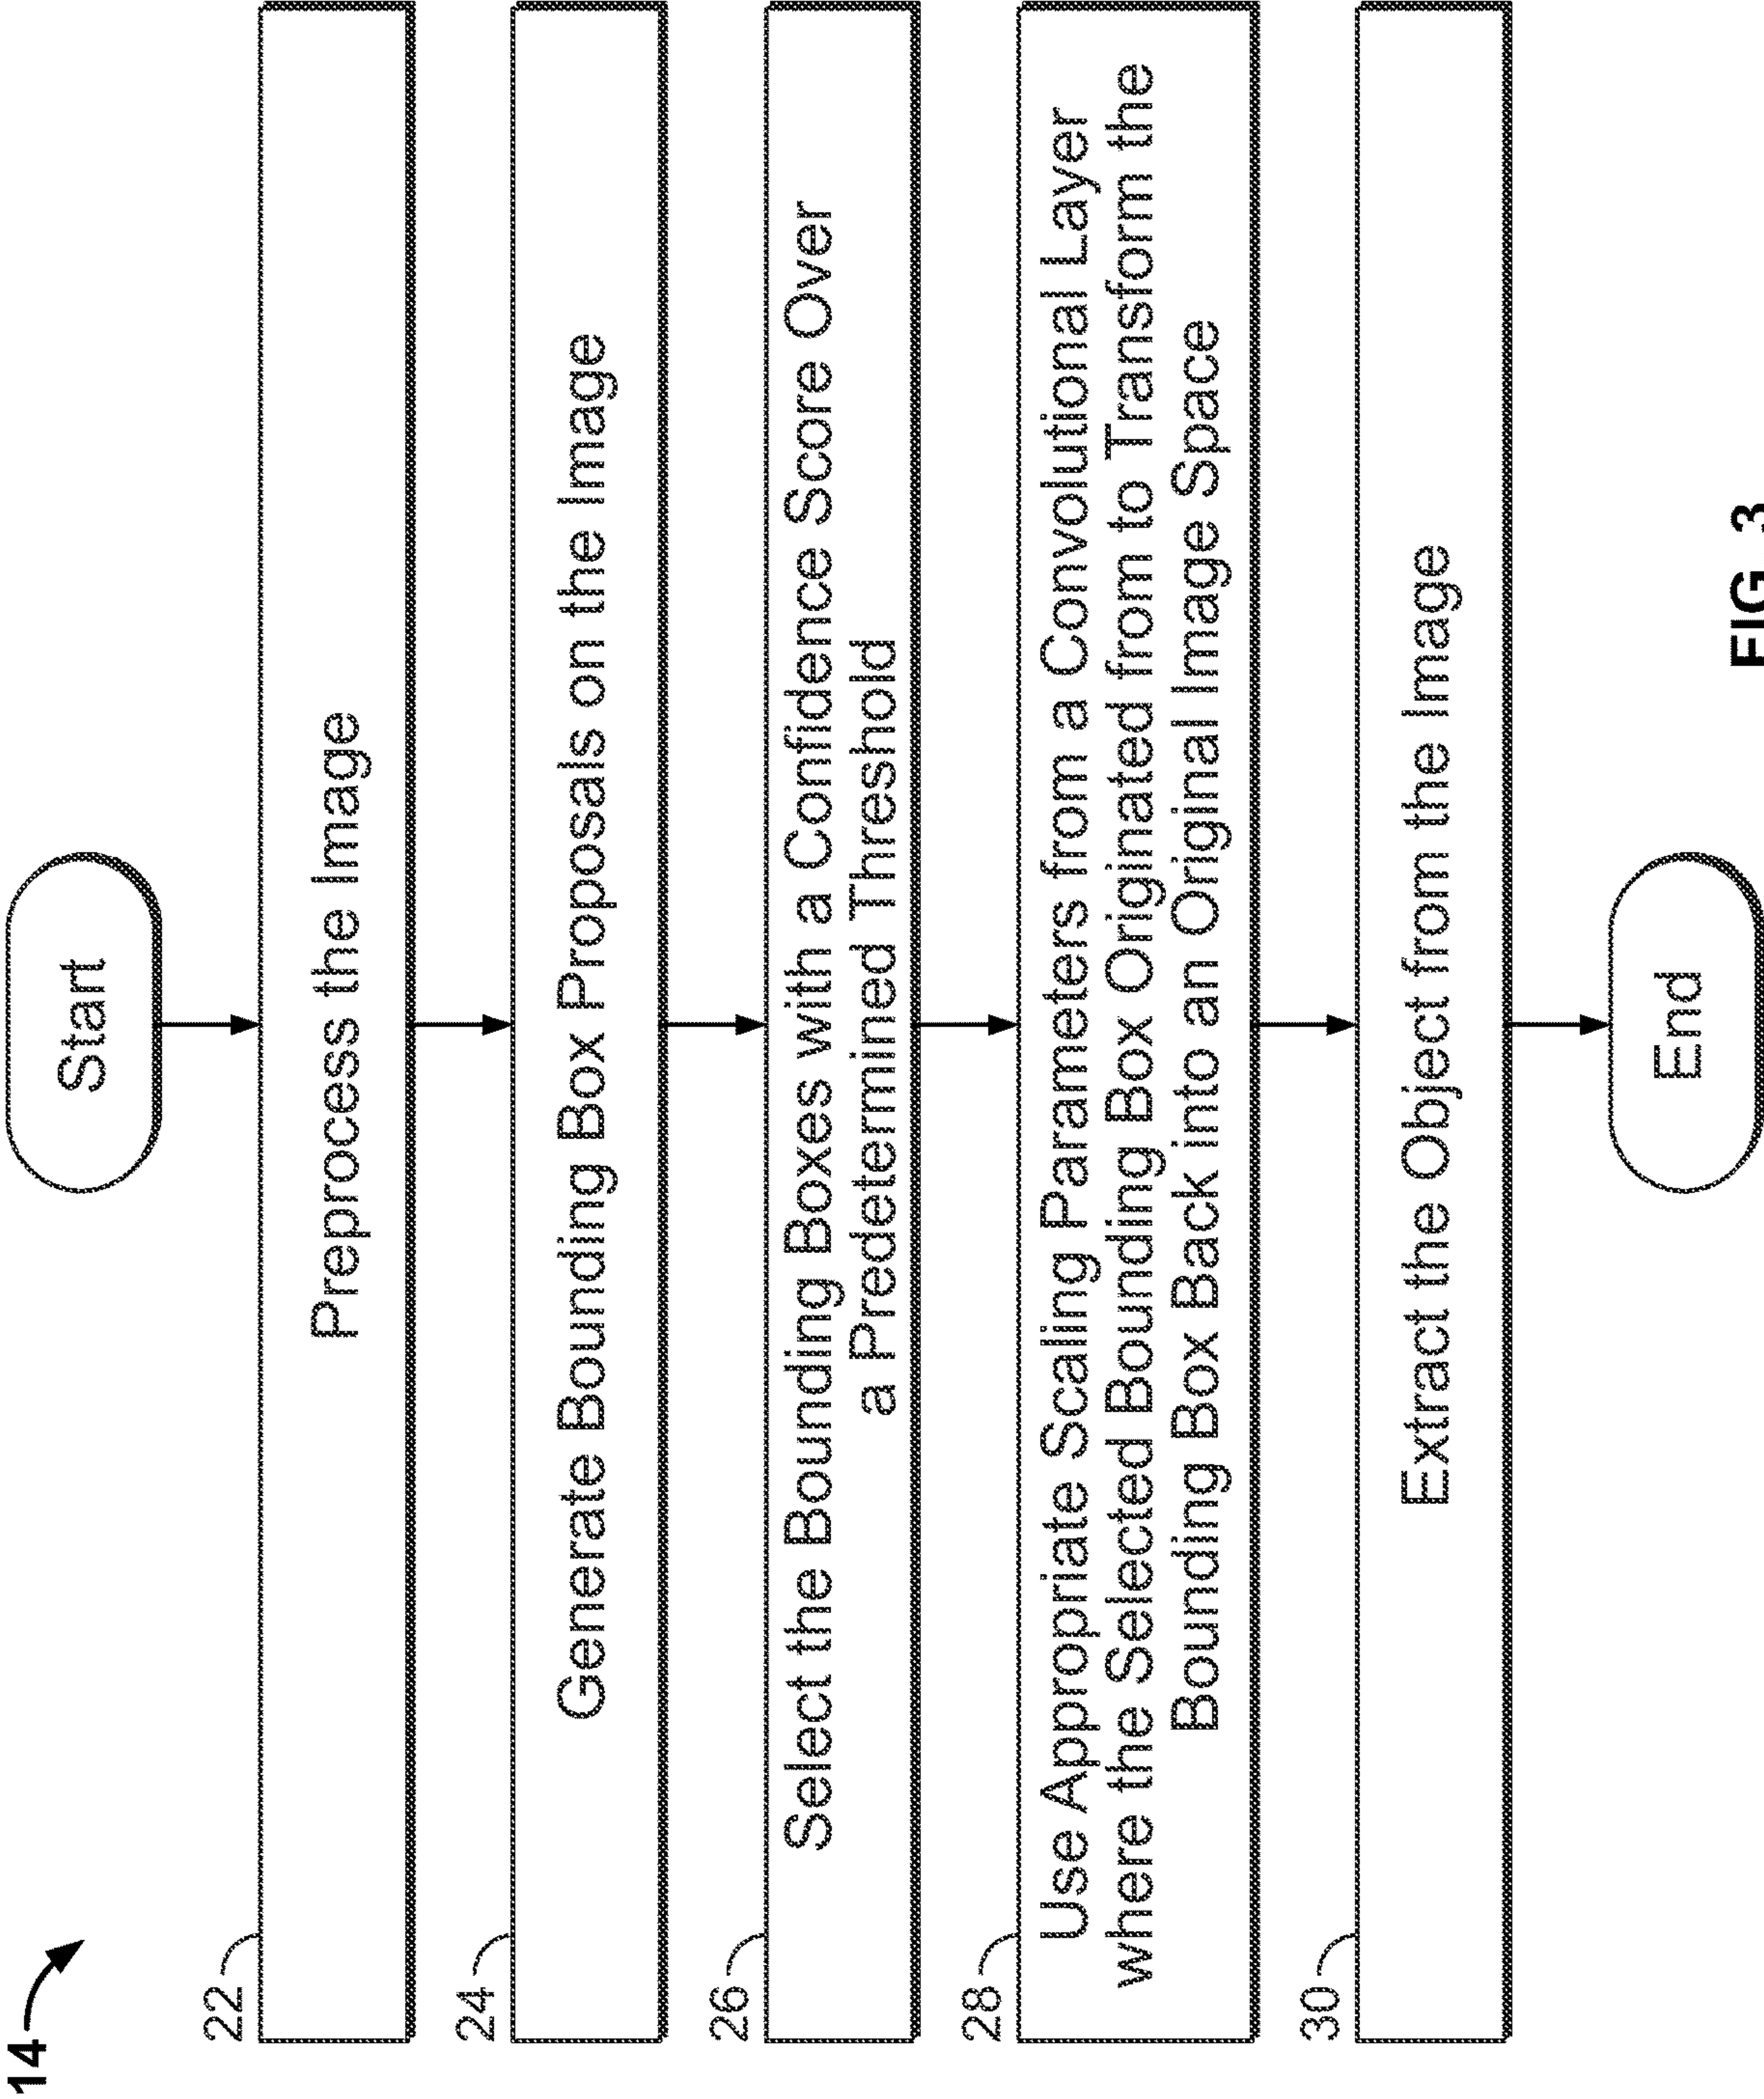 14
Start
22
Preprocess the Image
24
Generate Bounding Box Proposals on the Image
26
Select the Bounding Boxes with a Confidence Score Over
a Predetermined Threshold
28
Use Appropriate Scaling Parameters from a Convolutional Layer
where the Selected Bounding Box Originated from to Transform the
Bounding Box Back into an Original Image Space
30
Extract the Object from the Image
End
FIG. 3